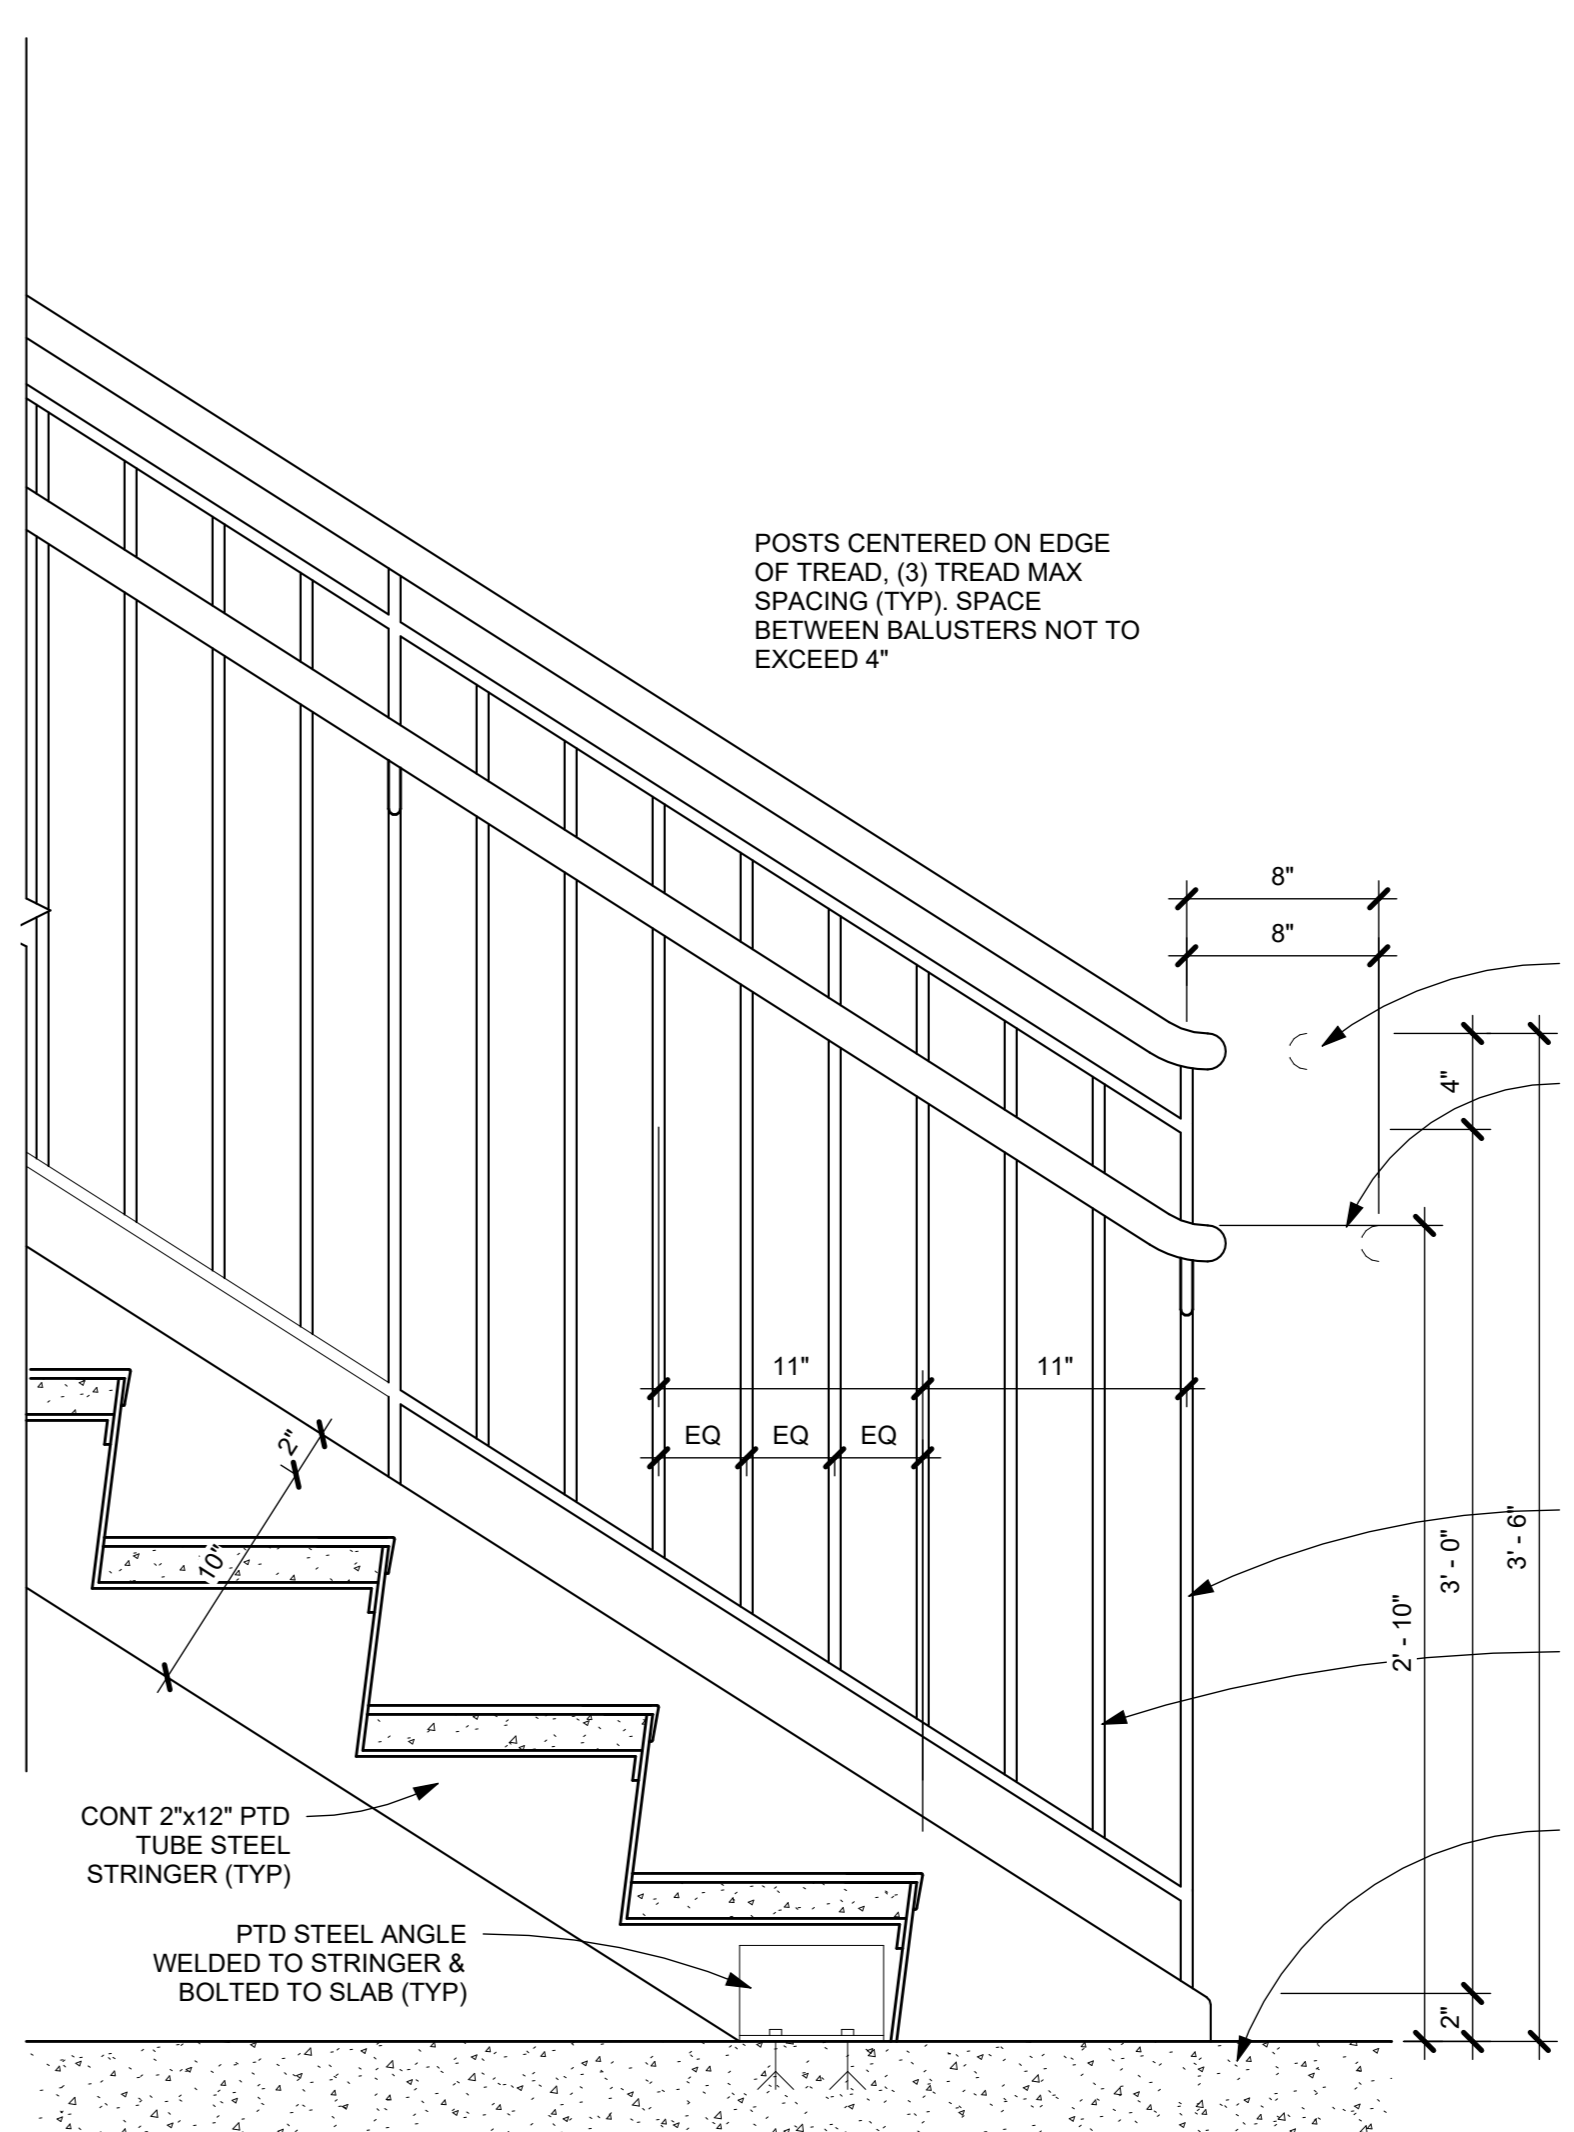 POSTS CENTERED ON EDGE
OF TREAD, (3) TREAD MAX
SPACING (TYP). SPACE
BETWEEN BALUSTERS NOT TO
EXCEED 4"
8"
8"
4"
11"
11"
EQ
EQ
EQ
2"
10"
3' - 6"
3' - 0"
2' - 10"
CONT 2"x12" PTD
TUBE STEEL
STRINGER (TYP)
PTD STEEL ANGLE
WELDED TO STRINGER &
BOLTED TO SLAB (TYP)
2"